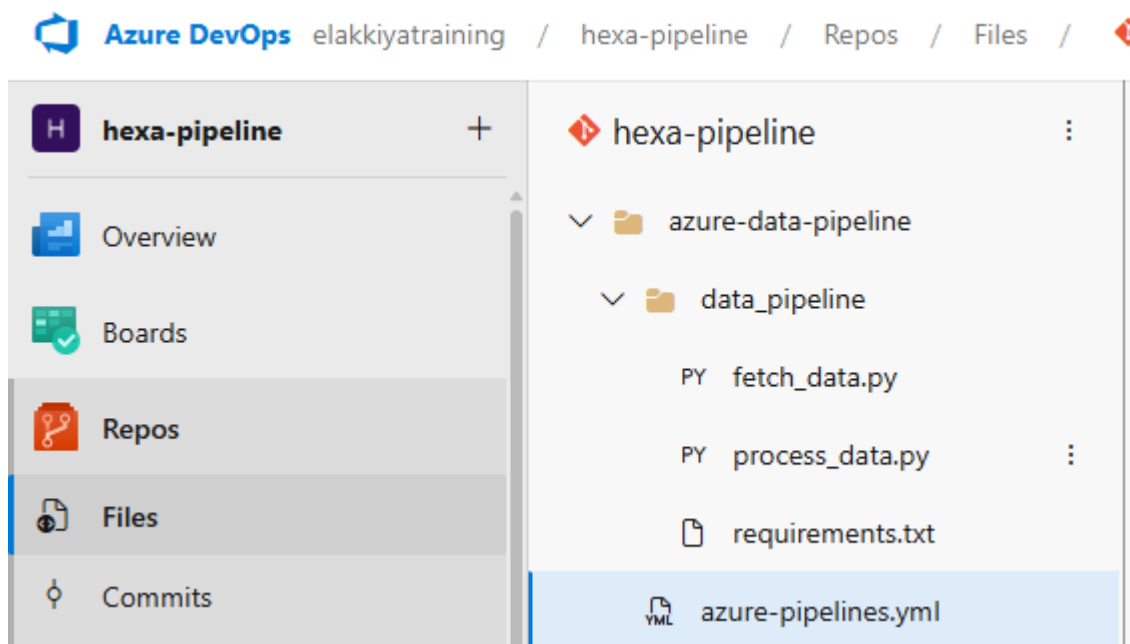 Azure DevOps elakkiyatraining / hexa-pipeline / Repos / Files /
H hexa-pipeline +
Overview
Boards
Repos
Files
Commits
hexa-pipeline
azure-data-pipeline
data_pipeline
PY fetch_data.py
PY process_data.py
requirements.txt
YML azure-pipelines.yml